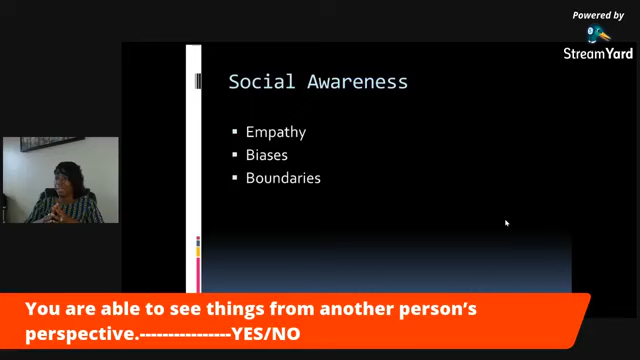 Powered by
StreamYard
Social Awareness
Empathy
Biases
Boundaries
You are able to see things from another person's
perspective.---------------YES/NO